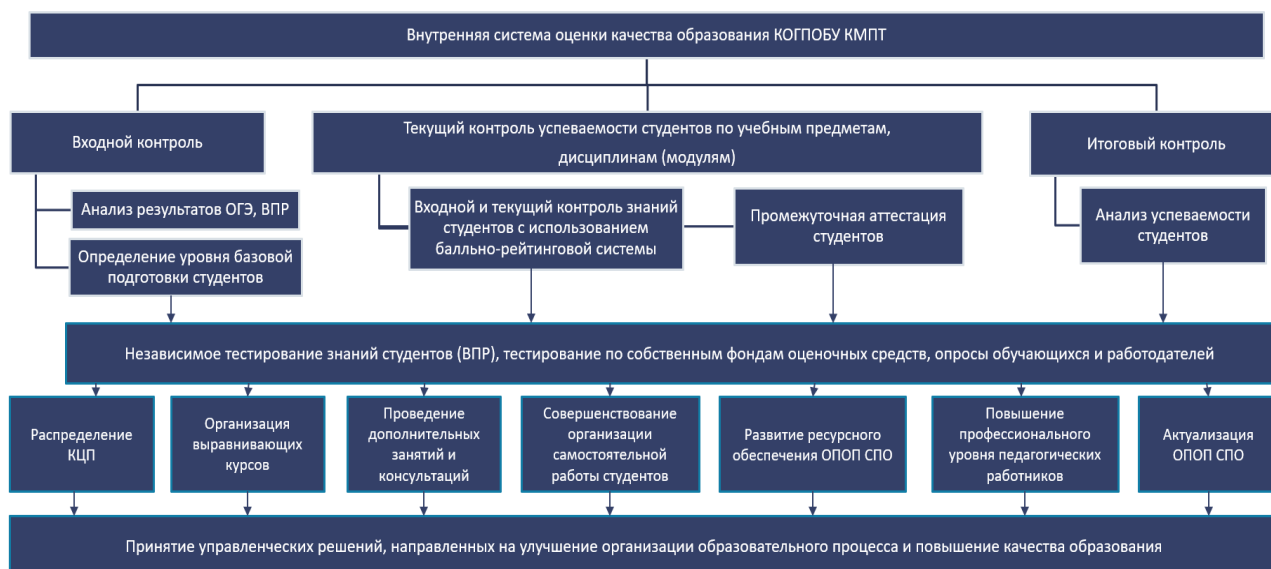 Внутренняя система оценки качества образования КОГПОБУ КМПТ
Входной контроль
Текущий контроль успеваемости студентов по учебным предметам,
дисциплинам (модулям)
Итоговый контроль
Анализ результатов ОГЭ, ВПР
Определение уровня базовой
подготовки студентов
Входной и текущий контроль знаний
студентов с использованием
балльно-рейтинговой системы
Промежуточная аттестация
студентов
Анализ успеваемости
студентов
Независимое тестирование знаний студентов (ВПР), тестирование по собственным фондам оценочных средств, опросы обучающихся и работодателей
Распределение
КЦП
Организация
выравнивающих
курсов
Проведение
дополнительных
занятий и
консультаций
Совершенствование
организации
самостоятельной
работы студентов
Развитие ресурсного
обеспечения ОПОП СПО
Повышение
профессионального
уровня педагогических
работников
Актуализация
ОПОП СПО
Принятие управленческих решений, направленных на улучшение организации образовательного процесса и повышение качества образования